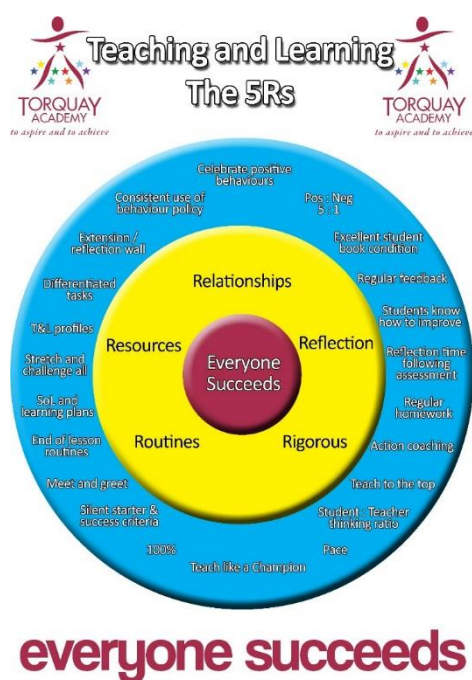 Teaching and Learning
The 5Rs
TORQUAY
ACADEMY
to aspire and to achieve
TORQUAY
ACADEMY
to aspire and to achieve
Celebrate positive
behaviours
Pos : Neg
5 : 1
Excellent student
book condition
Regular feedback
Students know
how to improve
Reflection time
following
assessment
Regular
homework
Action coaching
Teach to the top
Student : Teacher
thinking ratio
Pace
Teach like a Champion
100%
Silent starter &
success criteria
Meet and greet
End of lesson
routines
SoL and
learning plans
Stretch and
challenge all
T&L profiles
Differentiated
tasks
Extension /
reflection wall
Consistent use of
behaviour policy
Relationships
Reflection
Rigorous
Routines
Resources
Everyone
Succeeds
everyone succeeds